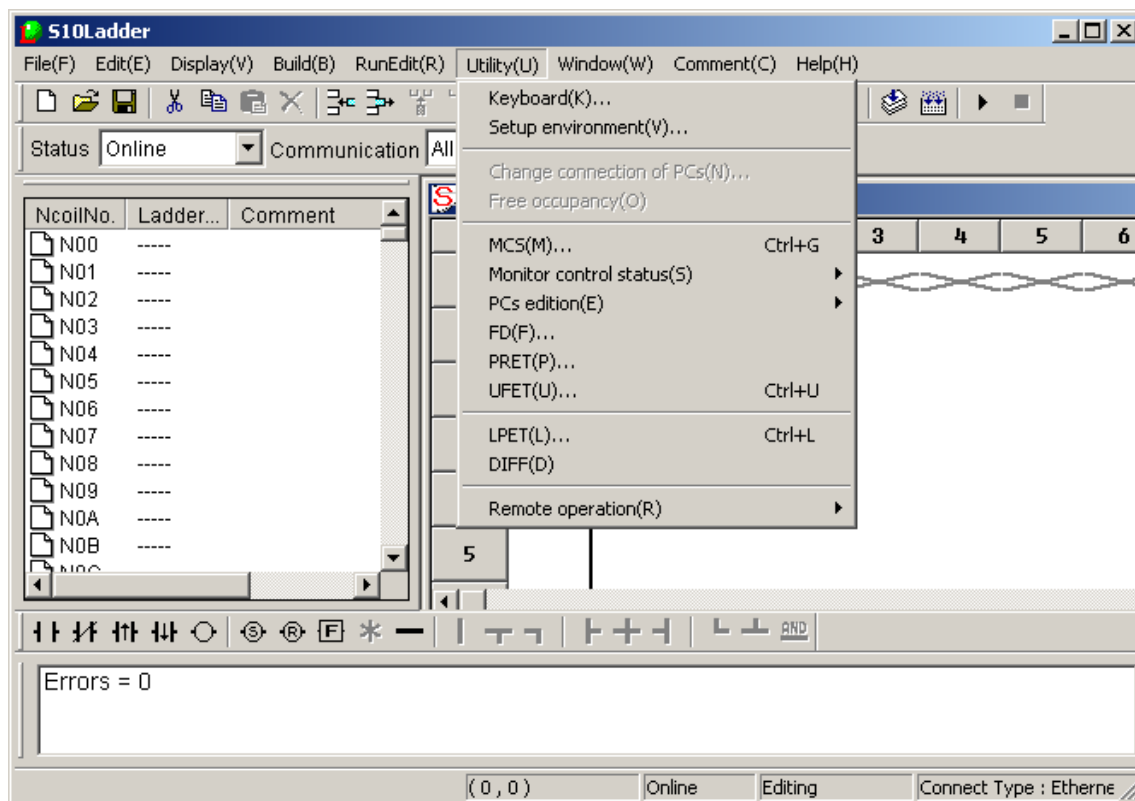 S10Ladder
File(F) Edit(E) Display(V) Build(B) RunEdit(R) Utility(U) Window(W) Comment(C) Help(H)
Status Online Communication All
Keyboard(K)...
Setup environment(V)...
Change connection of PCs(N)...
Free occupancy(O)
MCS(M)... Ctrl+G
Monitor control status(S)
PCs edition(E)
FD(F)...
PRET(P)...
UFET(U)... Ctrl+U
LPET(L)... Ctrl+L
DIFF(D)
Remote operation(R)
NcoilNo. Ladder... Comment
N00 -----
N01 -----
N02 -----
N03 -----
N04 -----
N05 -----
N06 -----
N07 -----
N08 -----
N09 -----
N0A -----
N0B -----
S
3 4 5 6
5
S R F AND
Errors = 0
(0,0) Online Editing Connect Type : Etherne